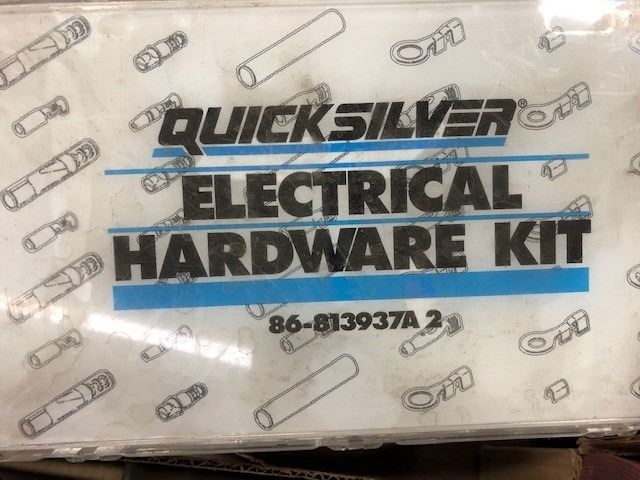 QUICKSILVER®
ELECTRICAL
HARDWARE KIT
86-813937A 2